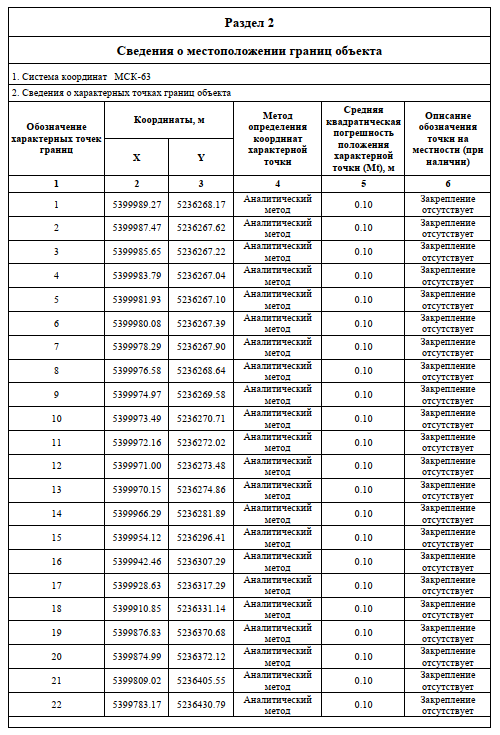 Раздел 2
Сведения о местоположении границ объекта
1. Система координат МСК-63
2. Сведения о характерных точках границ объекта
Обозначение характерных точек границ
Координаты, м
X
Y
Метод определения координат характерной точки
Средняя квадратическая погрешность положения характерной точки (Mt), м
Описание обозначения точки на местности (при наличии)
1 2 3 4 5 6
1 5399989.27 5236268.17 Аналитический метод 0.10 Закрепление отсутствует
2 5399987.47 5236267.62 Аналитический метод 0.10 Закрепление отсутствует
3 5399985.65 5236267.22 Аналитический метод 0.10 Закрепление отсутствует
4 5399983.79 5236267.04 Аналитический метод 0.10 Закрепление отсутствует
5 5399981.93 5236267.10 Аналитический метод 0.10 Закрепление отсутствует
6 5399980.08 5236267.39 Аналитический метод 0.10 Закрепление отсутствует
7 5399978.29 5236267.90 Аналитический метод 0.10 Закрепление отсутствует
8 5399976.58 5236268.64 Аналитический метод 0.10 Закрепление отсутствует
9 5399974.97 5236269.58 Аналитический метод 0.10 Закрепление отсутствует
10 5399973.49 5236270.71 Аналитический метод 0.10 Закрепление отсутствует
11 5399972.16 5236272.02 Аналитический метод 0.10 Закрепление отсутствует
12 5399971.00 5236273.48 Аналитический метод 0.10 Закрепление отсутствует
13 5399970.15 5236274.86 Аналитический метод 0.10 Закрепление отсутствует
14 5399966.29 5236281.89 Аналитический метод 0.10 Закрепление отсутствует
15 5399954.12 5236296.41 Аналитический метод 0.10 Закрепление отсутствует
16 5399942.46 5236307.29 Аналитический метод 0.10 Закрепление отсутствует
17 5399928.63 5236317.29 Аналитический метод 0.10 Закрепление отсутствует
18 5399910.85 5236331.14 Аналитический метод 0.10 Закрепление отсутствует
19 5399876.83 5236370.68 Аналитический метод 0.10 Закрепление отсутствует
20 5399874.99 5236372.12 Аналитический метод 0.10 Закрепление отсутствует
21 5399809.02 5236405.55 Аналитический метод 0.10 Закрепление отсутствует
22 5399783.17 5236430.79 Аналитический метод 0.10 Закрепление отсутствует